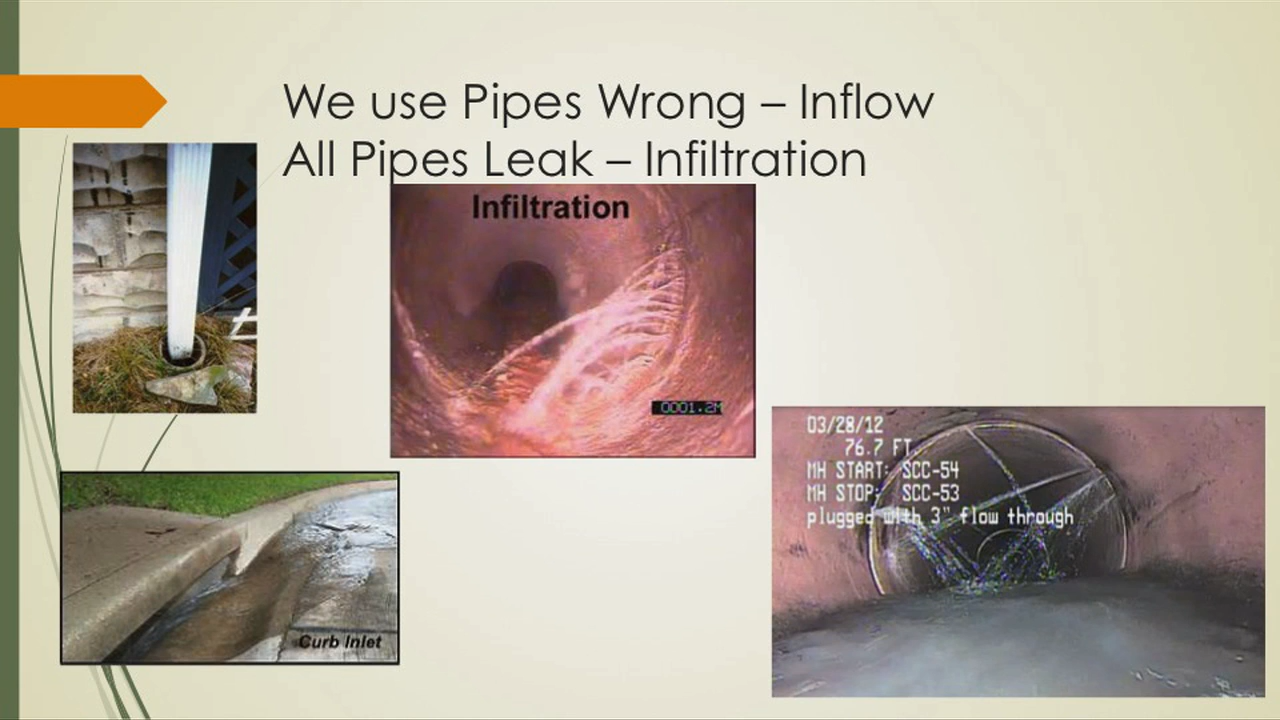 We use Pipes Wrong – Inflow
All Pipes Leak – Infiltration
Infiltration
0001.2M
03/28/12
76.7 FT
MH START: SCC-54
MH STOP: SCC-53
plugged with 3" flow through
Curb Inlet